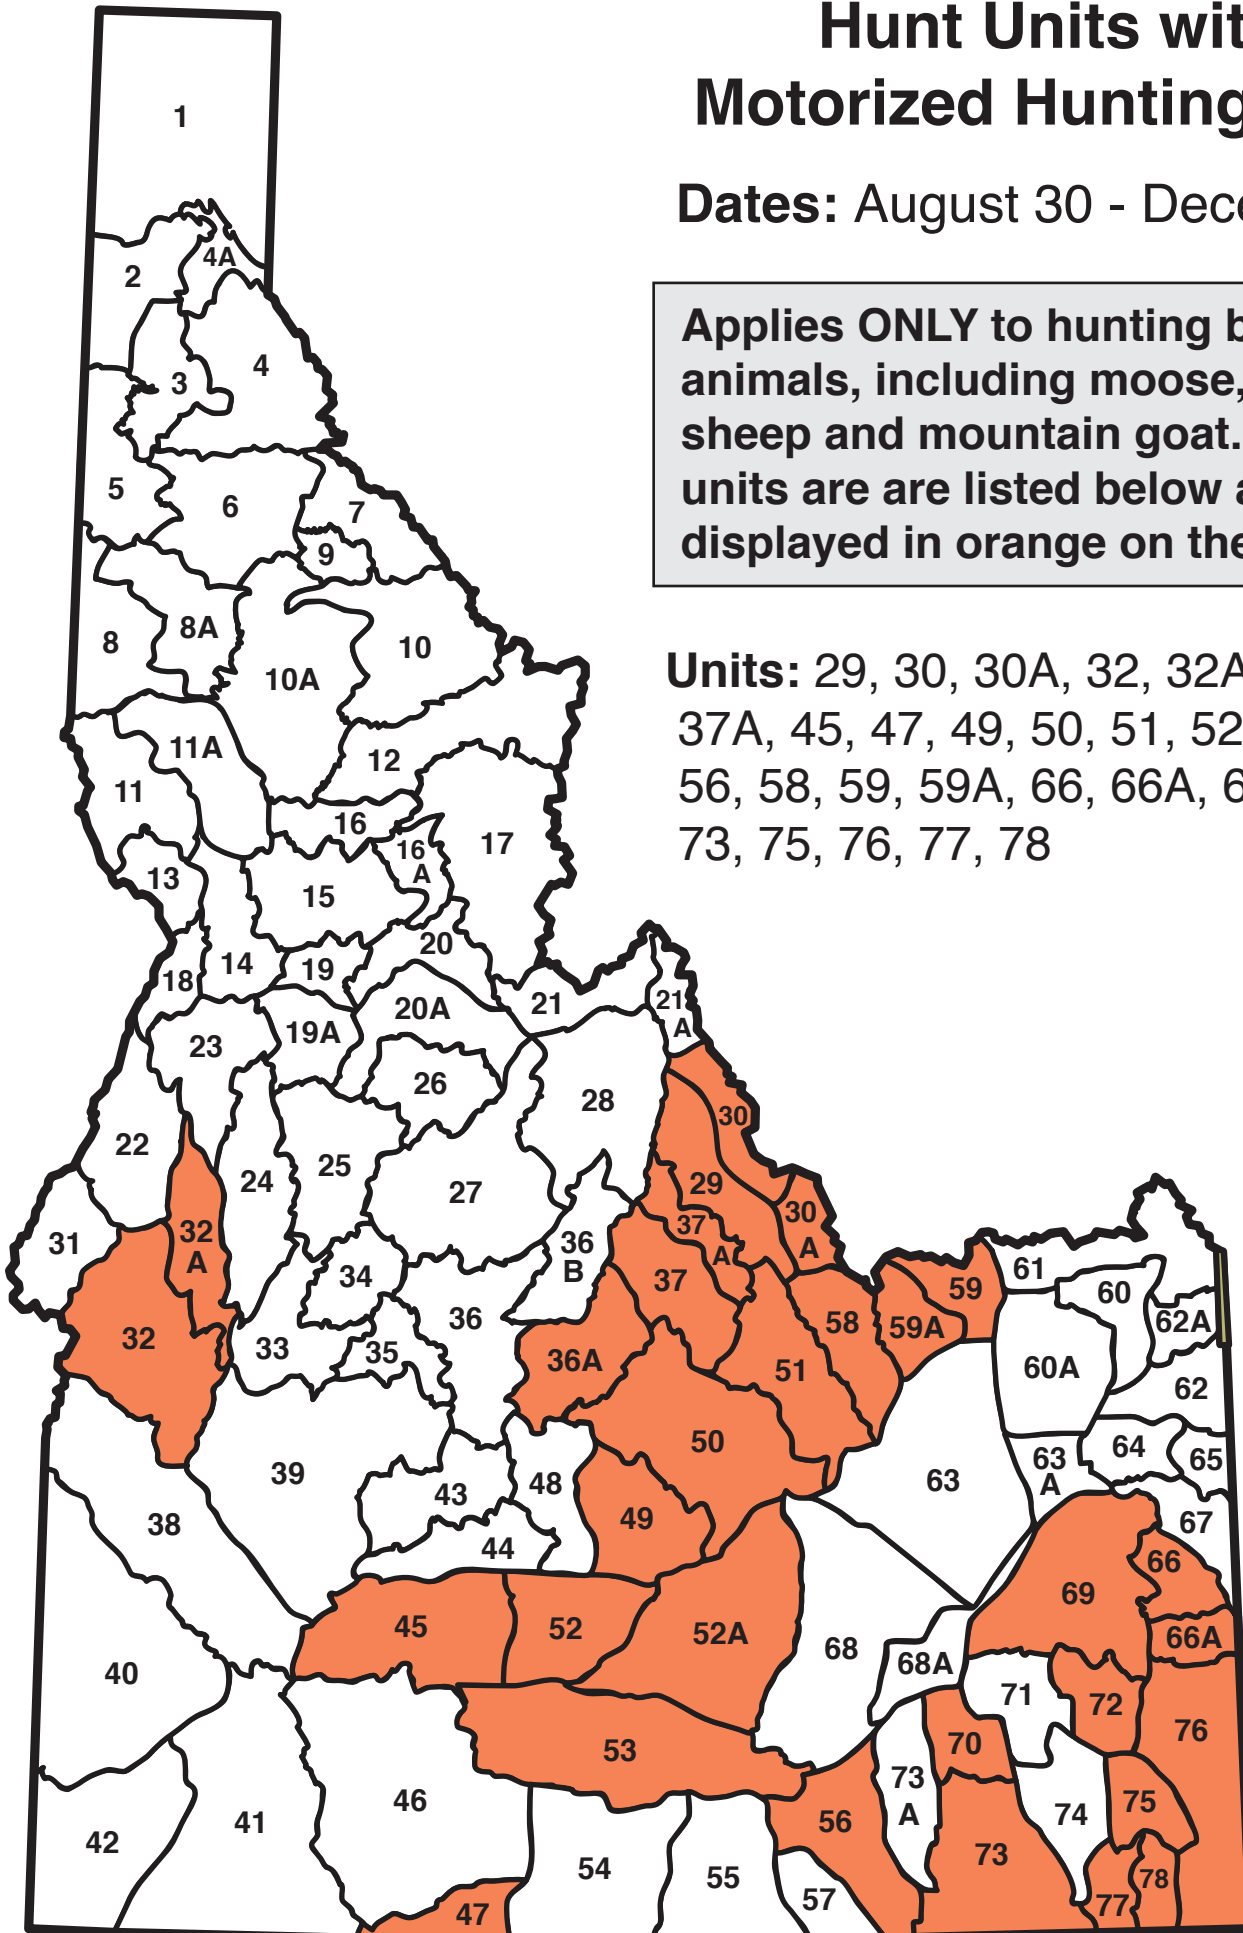 Hunt Units wit
Motorized Hunting
Dates: August 30 - Dece
Applies ONLY to hunting b
animals, including moose,
sheep and mountain goat.
units are are listed below a
displayed in orange on the
Units: 29, 30, 30A, 32, 32A
37A, 45, 47, 49, 50, 51, 52
56, 58, 59, 59A, 66, 66A, 6
73, 75, 76, 77, 78
1
2
4A
3
4
5
6
7
9
8
8A
10A
10
11A
12
11
16
17
16
A
13
15
20
14
19
18
21
21
A
20A
19A
23
26
28
30
22
25
24
27
29
30
A
31
32
A
36
B
37
A
34
37
61
59
60
36
62A
32
33
35
36A
58
59A
51
60A
62
50
64
63
A
65
39
63
43
48
49
67
38
44
66
69
45
52
52A
66A
68
68A
40
71
72
76
70
53
73
A
46
74
75
41
56
42
73
54
55
78
57
77
47